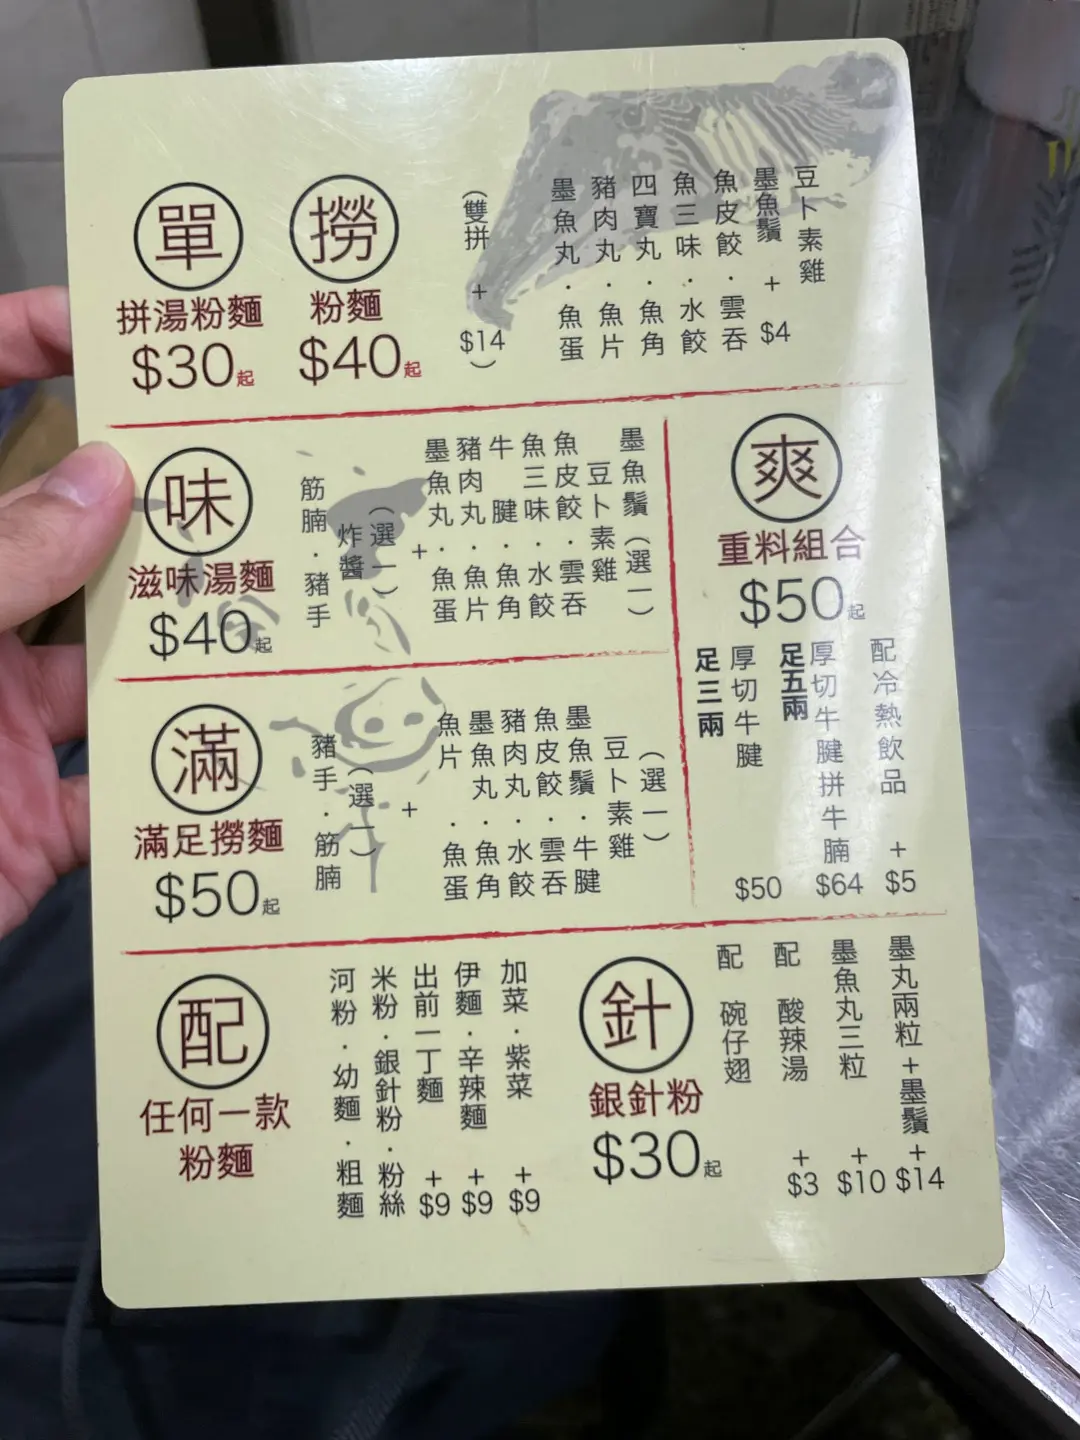 單
拼湯粉麵
$30起
撈
粉麵
$40起
（雙拼 + $14）
墨魚丸．魚蛋
豬肉丸．魚片
四寶丸．魚角
魚三味．水餃
魚皮餃．雲吞
墨魚鬚 + $4
豆卜素雞
味
滋味湯麵
$40起
筋腩．豬手
炸醬
（選一）
+
墨魚丸．魚蛋
豬肉丸．魚片
牛腱．魚角
魚三味．水餃
魚皮餃．雲吞
豆卜素雞
墨魚鬚（選一）
爽
重料組合
$50起
足三兩
厚切牛腱 $50
足五兩
厚切牛腱拼牛腩 $64
配冷熱飲品 + $5
滿
滿足撈麵
$50起
豬手．筋腩
（選一）
+
魚片．魚蛋
墨魚丸．魚角
豬肉丸．水餃
魚皮餃．雲吞
墨魚鬚．牛腱
豆卜素雞
（選一）
配
任何一款
粉麵
河粉．幼麵．粗麵
米粉．銀針粉．粉絲
出前一丁麵 + $9
伊麵．辛辣麵 + $9
加菜．紫菜 + $9
針
銀針粉
$30起
配 碗仔翅
配 酸辣湯 + $3
墨魚丸三粒 + $10
墨丸兩粒+墨鬚 + $14